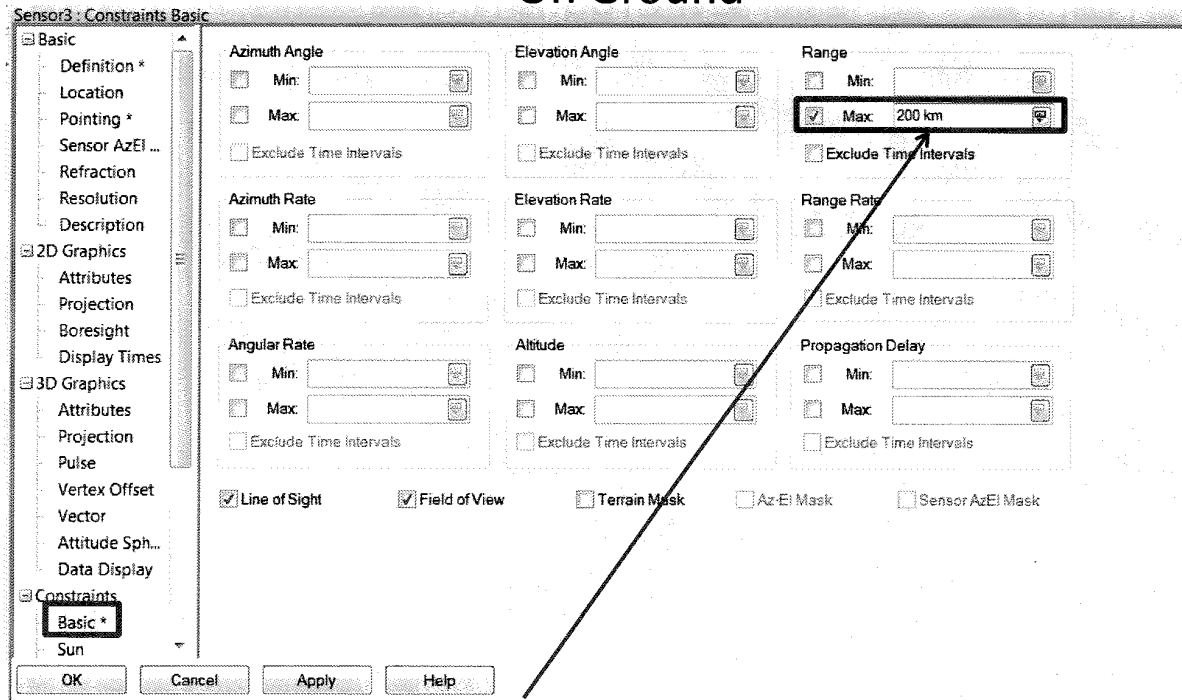 Sensor3 : Constraints Basic
Basic
Definition *
Location
Pointing *
Sensor AzEl ...
Refraction
Resolution
Description
2D Graphics
Attributes
Projection
Boresight
Display Times
3D Graphics
Attributes
Projection
Pulse
Vertex Offset
Vector
Attitude Sph...
Data Display
Constraints
Basic *
Sun
Azimuth Angle
Min:
Max:
Exclude Time Intervals
Elevation Angle
Min:
Max:
Exclude Time Intervals
Range
Min:
Max: 200 km
Exclude Time Intervals
Azimuth Rate
Min:
Max:
Exclude Time Intervals
Elevation Rate
Min:
Max:
Exclude Time Intervals
Range Rate
Min:
Max:
Exclude Time Intervals
Angular Rate
Min:
Max:
Exclude Time Intervals
Altitude
Min:
Max:
Exclude Time Intervals
Propagation Delay
Min:
Max:
Exclude Time Intervals
Line of Sight Field of View Terrain Mask Az-El Mask Sensor AzEl Mask
OK Cancel Apply Help